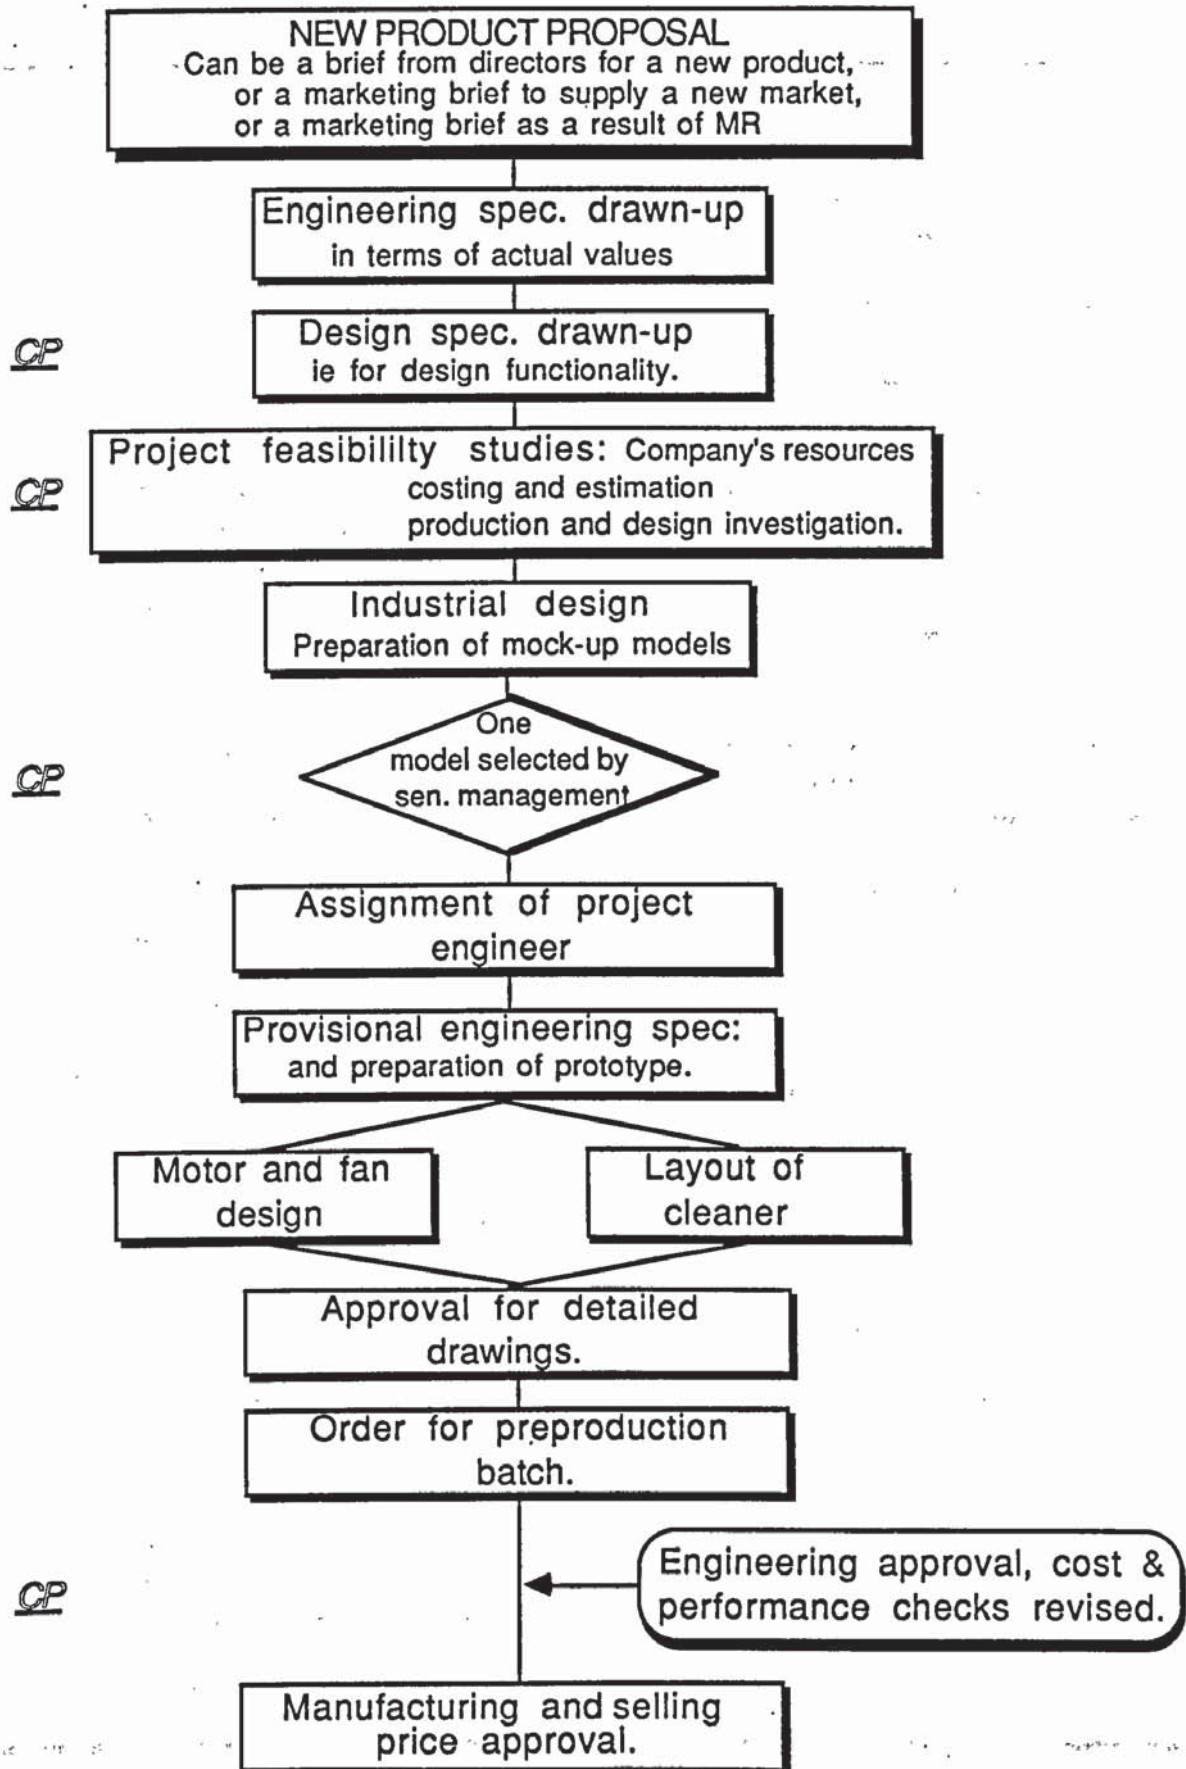 NEW PRODUCT PROPOSAL
Can be a brief from directors for a new product,
or a marketing brief to supply a new market,
or a marketing brief as a result of MR
Engineering spec. drawn-up
in terms of actual values
CP
Design spec. drawn-up
ie for design functionality.
CP
Project feasibililty studies: Company's resources
costing and estimation
production and design investigation.
Industrial design
Preparation of mock-up models
CP
One
model selected by
sen. management
Assignment of project
engineer
Provisional engineering spec:
and preparation of prototype.
Motor and fan
design
Layout of
cleaner
Approval for detailed
drawings.
Order for preproduction
batch.
CP
Engineering approval, cost &
performance checks revised.
Manufacturing and selling
price approval.